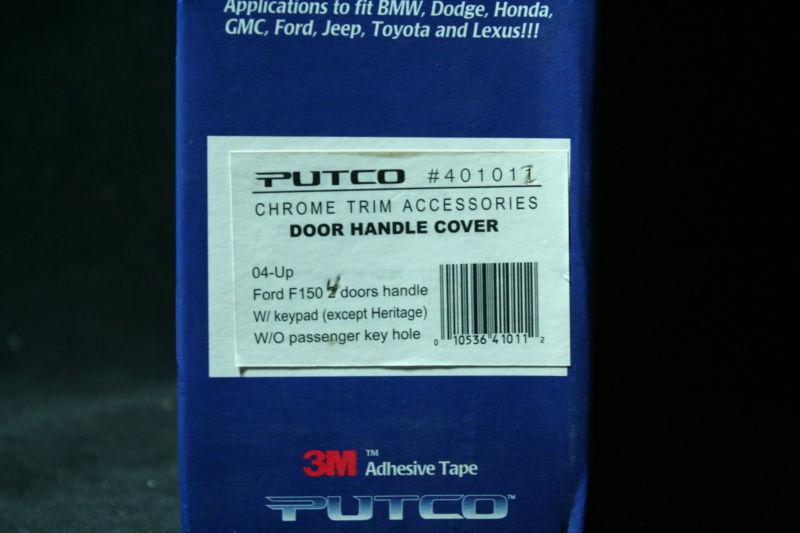 Applications to fit BMW, Dodge, Honda,
GMC, Ford, Jeep, Toyota and Lexus!!!
PUTCO #401011
CHROME TRIM ACCESSORIES
DOOR HANDLE COVER
04-Up
Ford F150 4 doors handle
W/ keypad (except Heritage)
W/O passenger key hole
0 10536 41011 2
3M™ Adhesive Tape
PUTCO™